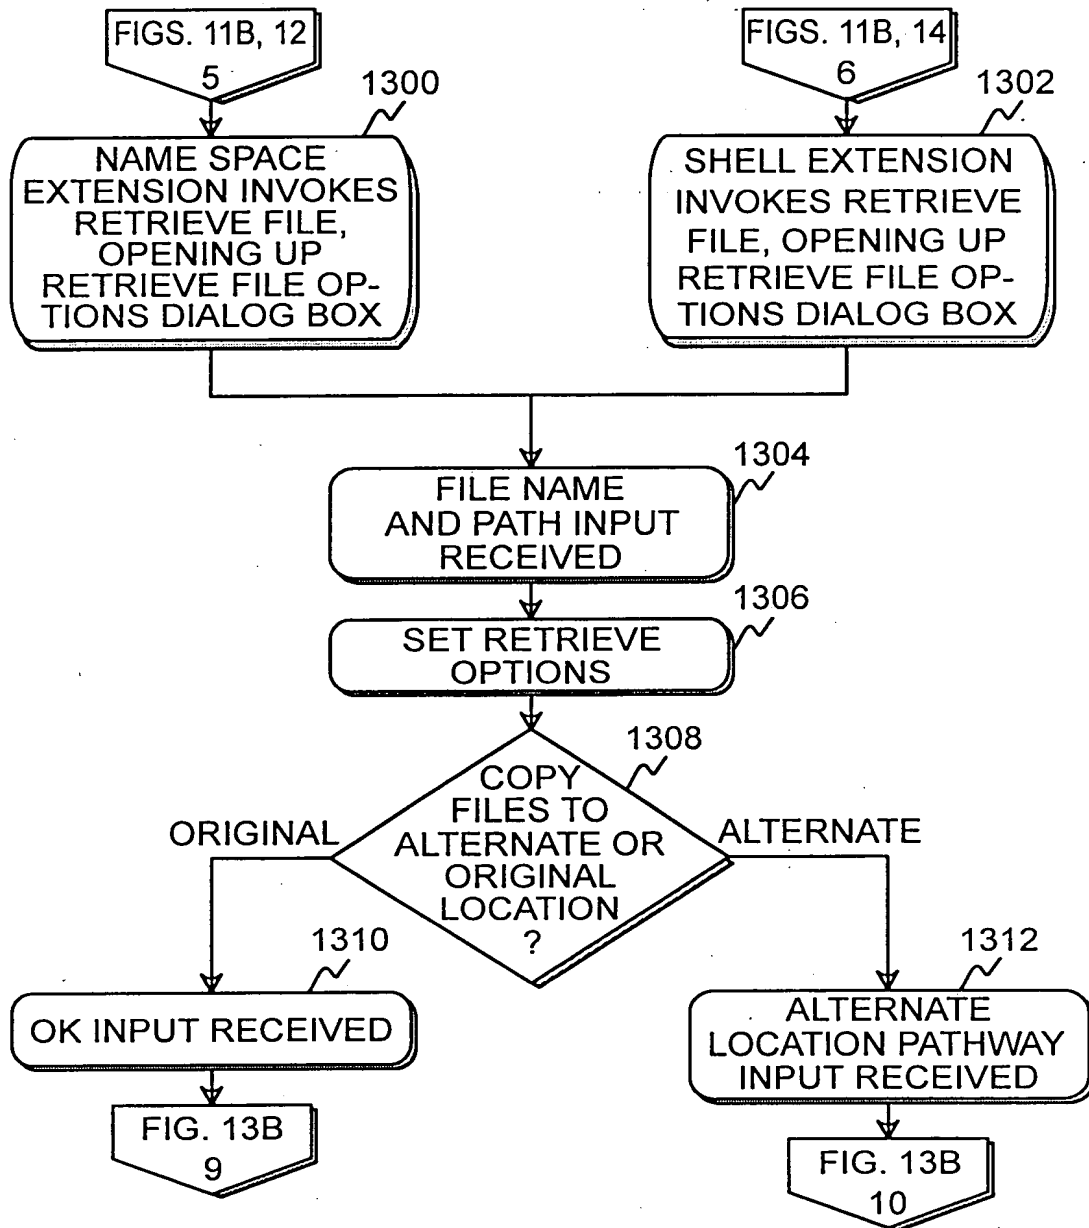 FIGS. 11B, 12
5
1300
NAME SPACE
EXTENSION INVOKES
RETRIEVE FILE,
OPENING UP
RETRIEVE FILE OP-
TIONS DIALOG BOX
FIGS. 11B, 14
6
1302
SHELL EXTENSION
INVOKES RETRIEVE
FILE, OPENING UP
RETRIEVE FILE OP-
TIONS DIALOG BOX
1304
FILE NAME
AND PATH INPUT
RECEIVED
1306
SET RETRIEVE
OPTIONS
1308
COPY
FILES TO
ALTERNATE OR
ORIGINAL
LOCATION
?
ORIGINAL
ALTERNATE
1310
OK INPUT RECEIVED
FIG. 13B
9
1312
ALTERNATE
LOCATION PATHWAY
INPUT RECEIVED
FIG. 13B
10